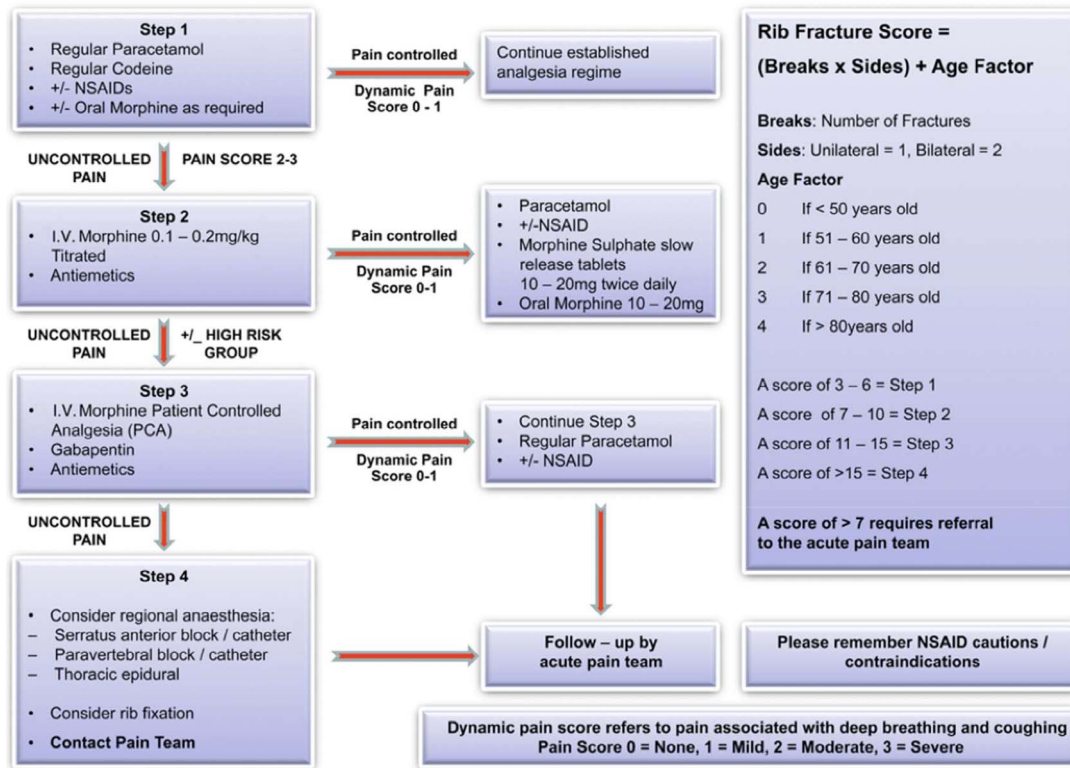 Step 1
• Regular Paracetamol
• Regular Codeine
• +/- NSAIDs
• +/- Oral Morphine as required
Pain controlled
Dynamic Pain
Score 0 - 1
Continue established
analgesia regime
UNCONTROLLED
PAIN
PAIN SCORE 2-3
Step 2
• I.V. Morphine 0.1 – 0.2mg/kg
Titrated
• Antiemetics
Pain controlled
Dynamic Pain
Score 0-1
• Paracetamol
• +/-NSAID
• Morphine Sulphate slow
release tablets
10 – 20mg twice daily
• Oral Morphine 10 – 20mg
UNCONTROLLED
PAIN
+/_ HIGH RISK
GROUP
Step 3
• I.V. Morphine Patient Controlled
Analgesia (PCA)
• Gabapentin
• Antiemetics
Pain controlled
Dynamic Pain
Score 0-1
• Continue Step 3
• Regular Paracetamol
• +/- NSAID
UNCONTROLLED
PAIN
Step 4
• Consider regional anaesthesia:
– Serratus anterior block / catheter
– Paravertebral block / catheter
– Thoracic epidural
• Consider rib fixation
• Contact Pain Team
Follow – up by
acute pain team
Rib Fracture Score =
(Breaks x Sides) + Age Factor
Breaks: Number of Fractures
Sides: Unilateral = 1, Bilateral = 2
Age Factor
0 If < 50 years old
1 If 51 – 60 years old
2 If 61 – 70 years old
3 If 71 – 80 years old
4 If > 80years old
A score of 3 – 6 = Step 1
A score of 7 – 10 = Step 2
A score of 11 – 15 = Step 3
A score of >15 = Step 4
A score of > 7 requires referral
to the acute pain team
Please remember NSAID cautions /
contraindications
Dynamic pain score refers to pain associated with deep breathing and coughing
Pain Score 0 = None, 1 = Mild, 2 = Moderate, 3 = Severe